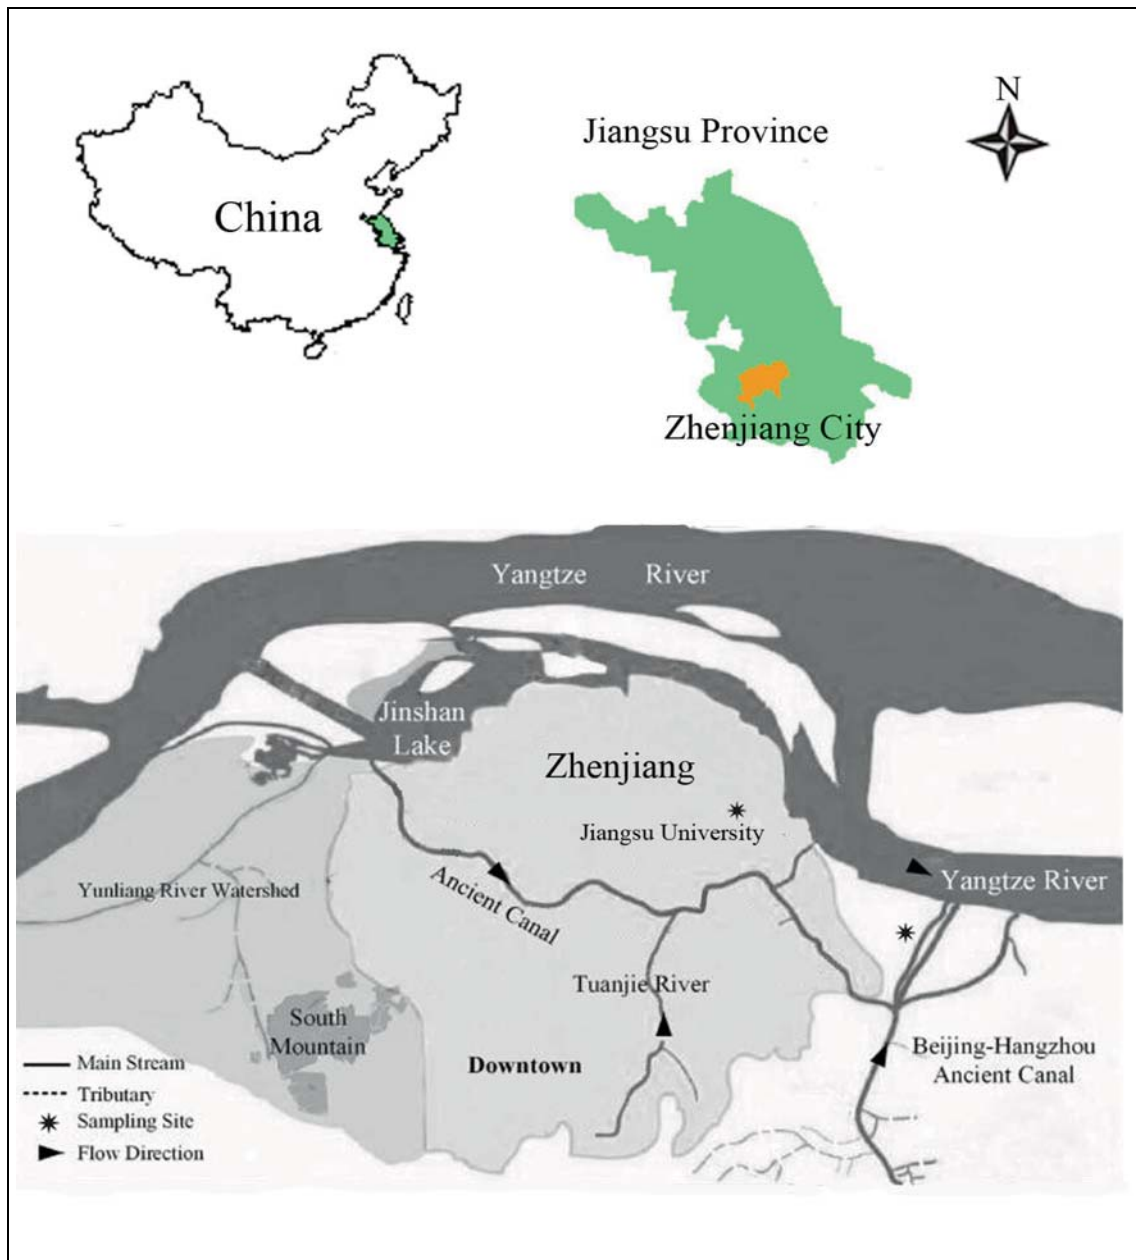 N
Jiangsu Province
China
Zhenjiang City
Yangtze River
Jinshan
Lake
Zhenjiang
Jiangsu University
Ancient Canal
Yunliang River Watershed
Yangtze River
Tuanjie River
South
Mountain
Downtown
Beijing-Hangzhou
Ancient Canal
Main Stream
Tributary
Sampling Site
Flow Direction